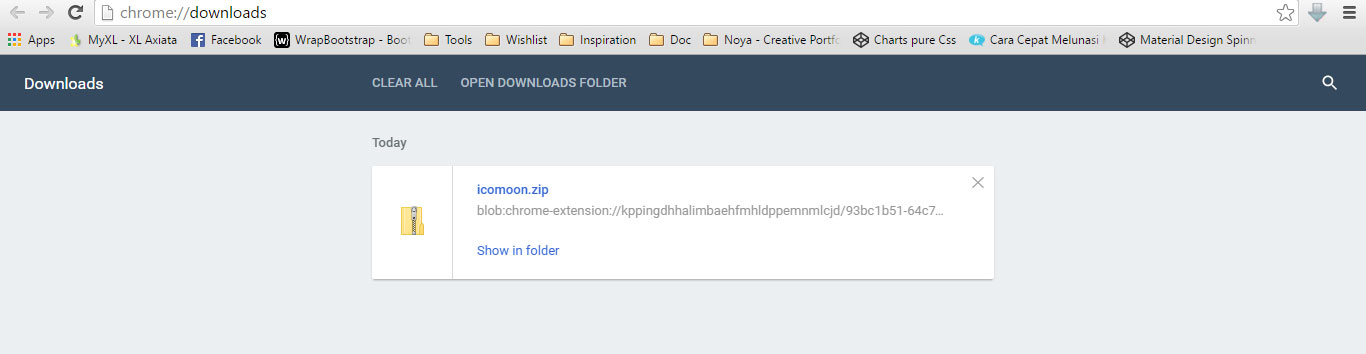 chrome://downloads
Apps MyXL - XL Axiata Facebook WrapBootstrap - Boot Tools Wishlist Inspiration Doc Noya - Creative Portfo Charts pure Css Cara Cepat Melunasi Material Design Spinn
Downloads CLEAR ALL OPEN DOWNLOADS FOLDER
Today
icomoon.zip
blob:chrome-extension://kppingdhhalimbaehfmhldppemnmlcjd/93bc1b51-64c7...
Show in folder